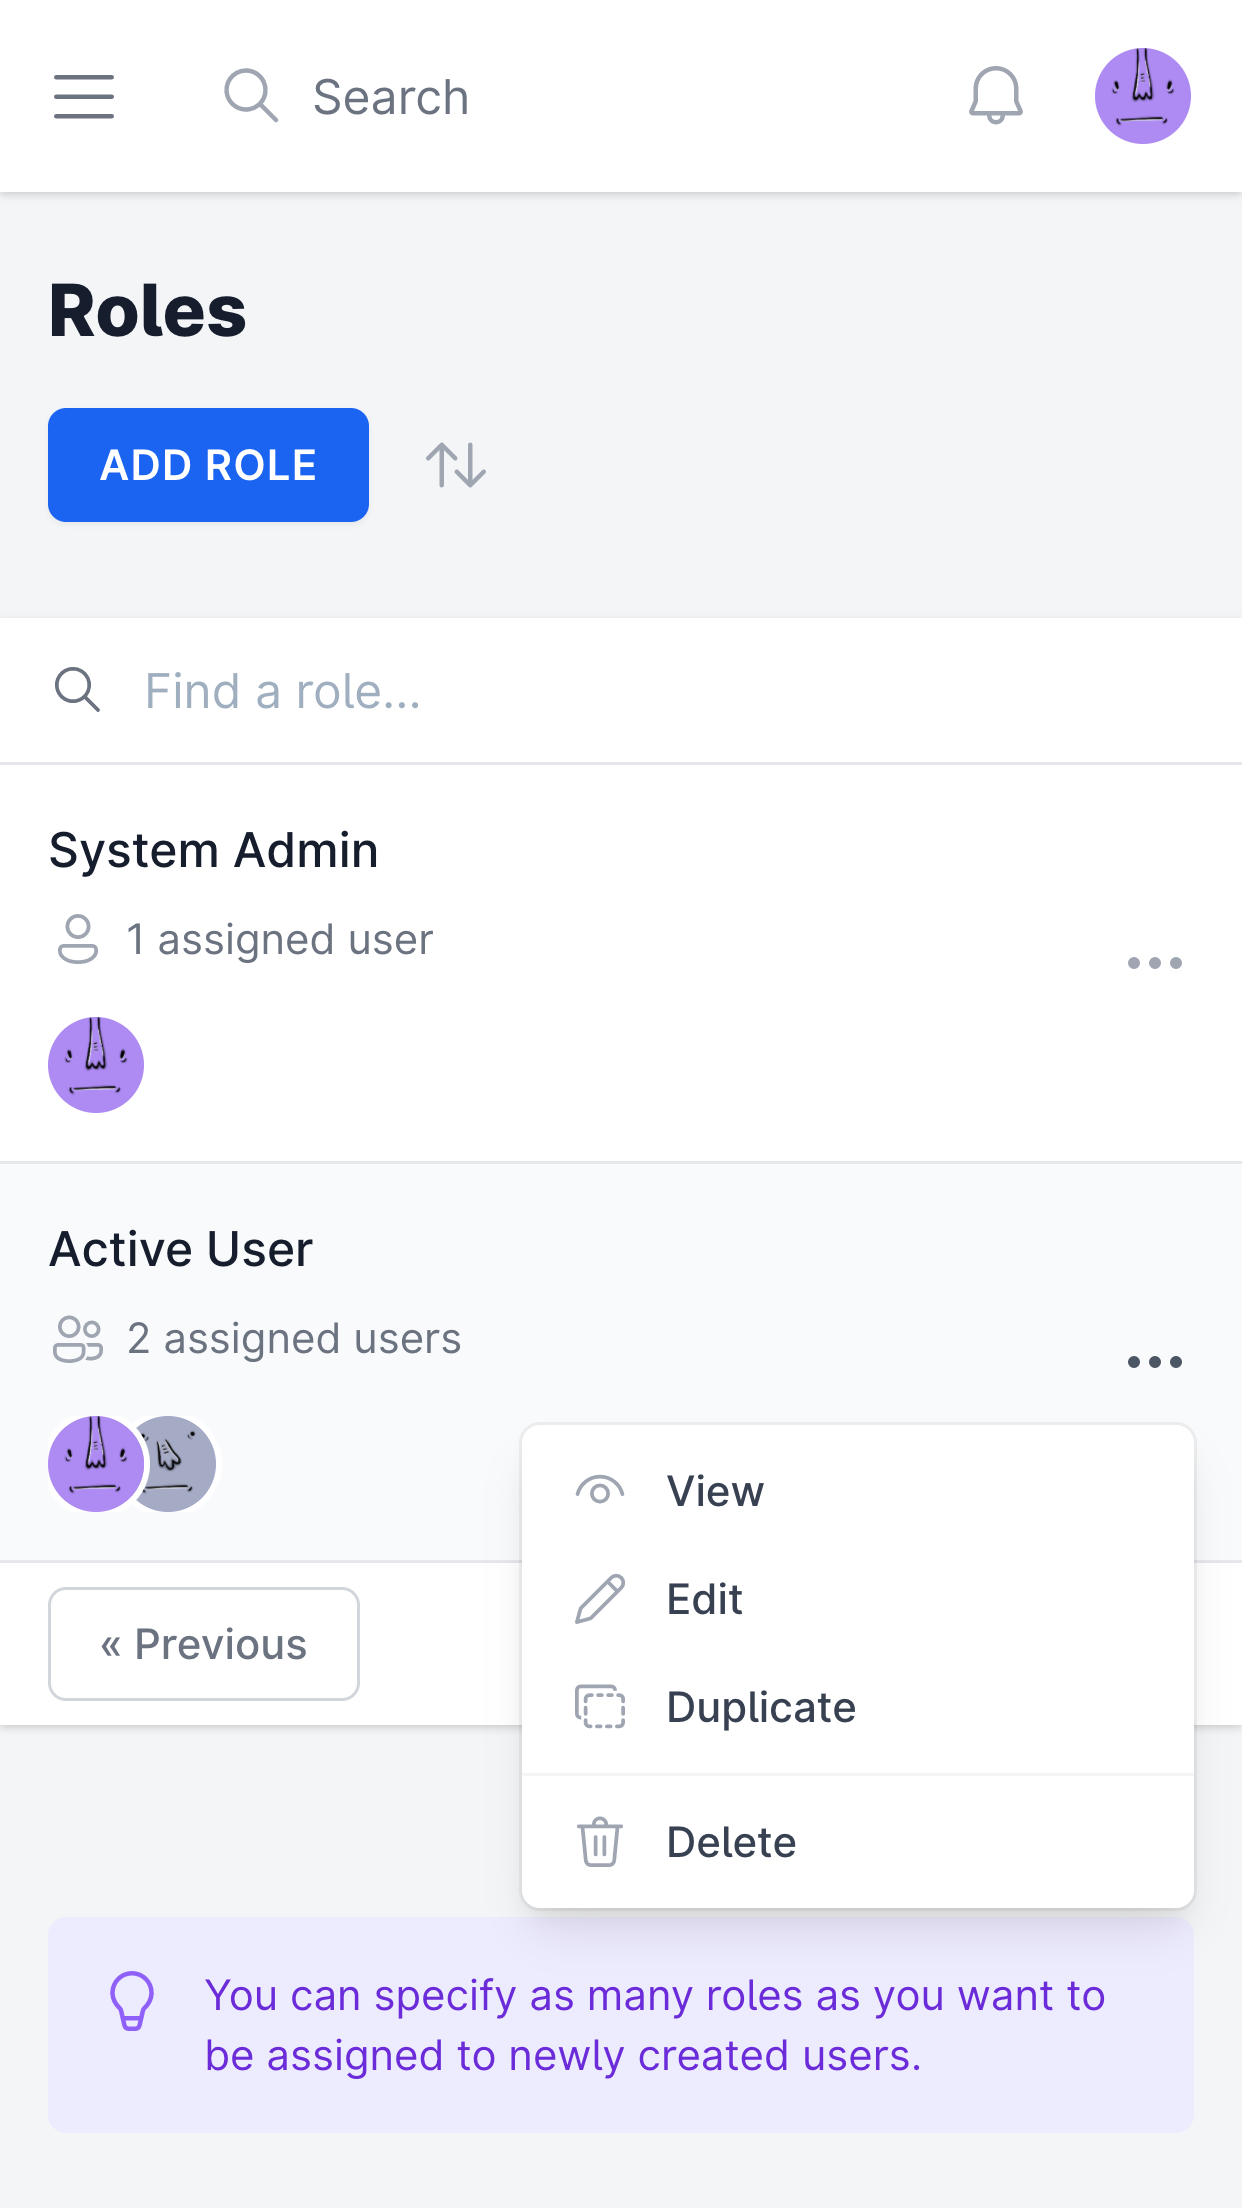 Search
Roles
ADD ROLE
Find a role...
System Admin
1 assigned user
Active User
2 assigned users
View
Edit
« Previous
Duplicate
Delete
You can specify as many roles as you want to
be assigned to newly created users.